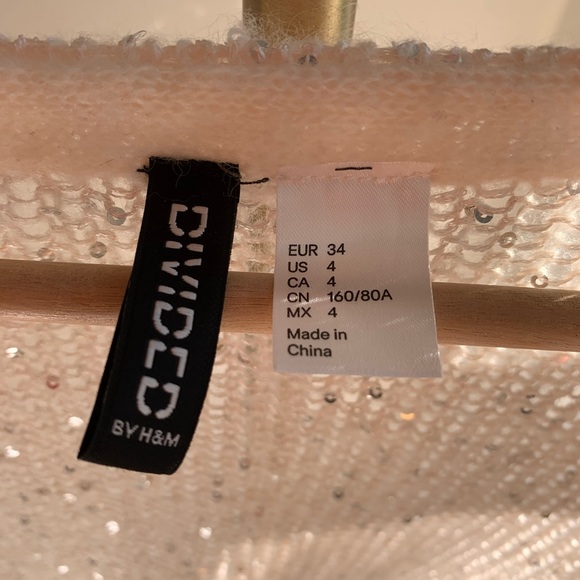 DIVIDED
BY H&M
EUR 34
US 4
CA 4
CN 160/80A
MX 4
Made in
China